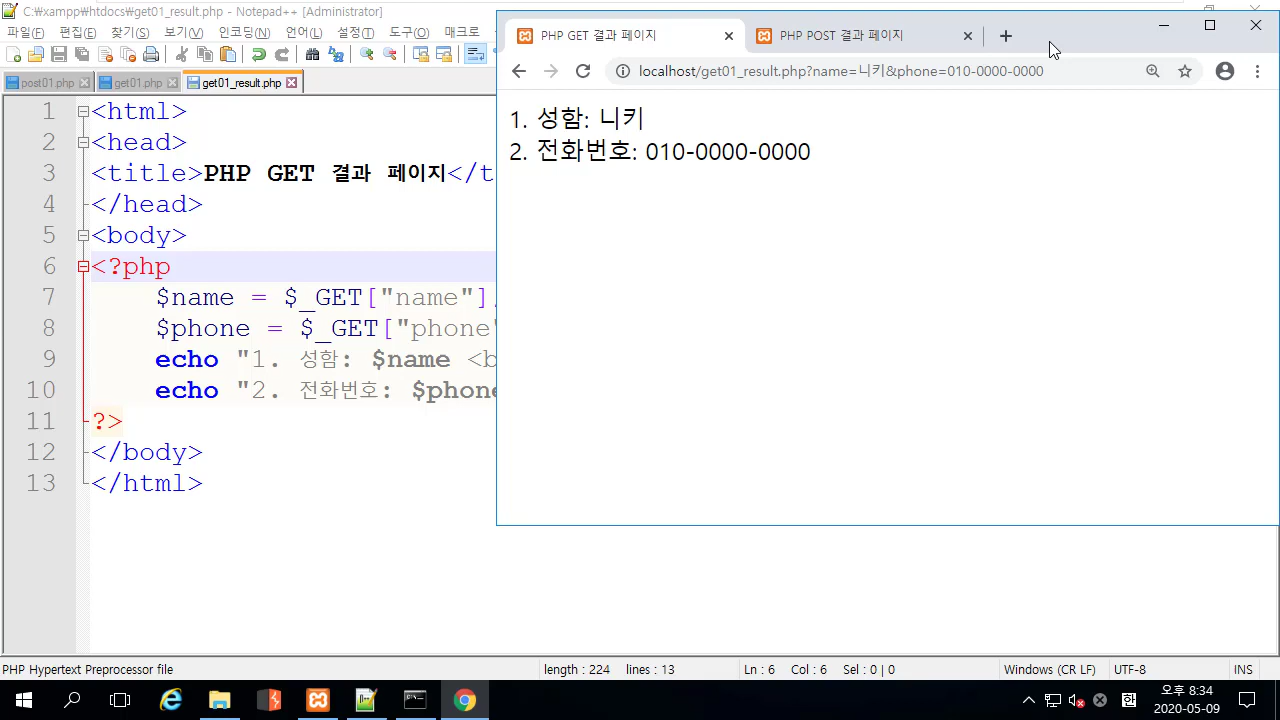 C:\xampp\htdocs\get01_result.php - Notepad++ [Administrator]
파일(F) 편집(E) 찾기(S) 보기(V) 인코딩(N) 언어(L) 설정(T) 도구(O) 매크로
post01.php get01.php get01_result.php
1 <html>
2 <head>
3 <title>PHP GET 결과 페이지</t
4 </head>
5 <body>
6 <?php
7 $name = $_GET["name"]
8 $phone = $_GET["phone"
9 echo "1. 성함: $name <b
10 echo "2. 전화번호: $phone
11 ?>
12 </body>
13 </html>
PHP GET 결과 페이지 PHP POST 결과 페이지
localhost/get01_result.php?name=니키&phone=010-0000-0000
1. 성함: 니키
2. 전화번호: 010-0000-0000
PHP Hypertext Preprocessor file length : 224 lines : 13 Ln : 6 Col : 6 Sel : 0 | 0 Windows (CR LF) UTF-8 INS
한
오후 8:34
2020-05-09